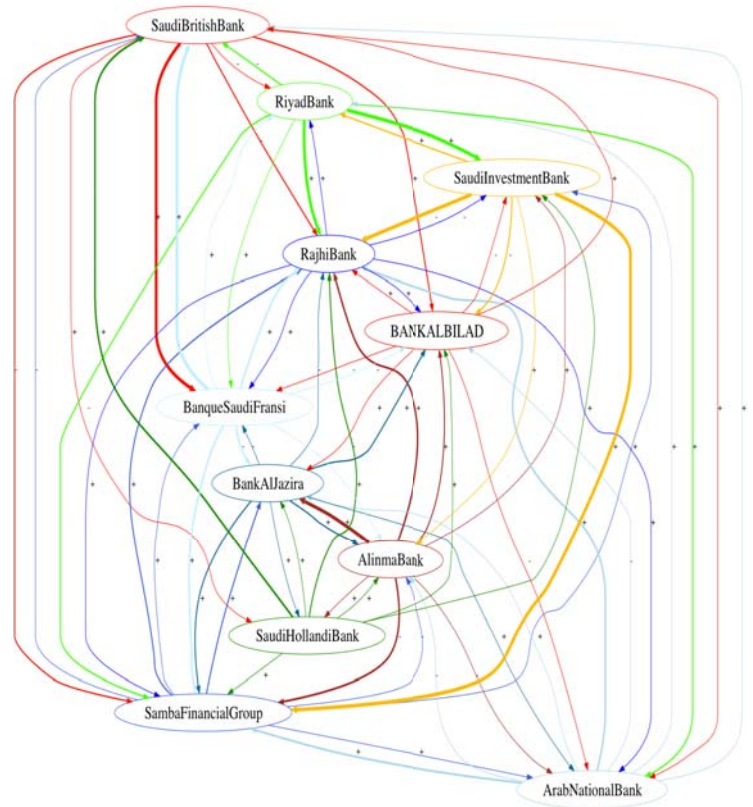 SaudiBritishBank
RiyadBank
SaudiInvestmentBank
RajhiBank
BANKALBILAD
BanqueSaudiFransi
BankAlJazira
AlinmaBank
SaudiHollandiBank
SambaFinancialGroup
ArabNationalBank